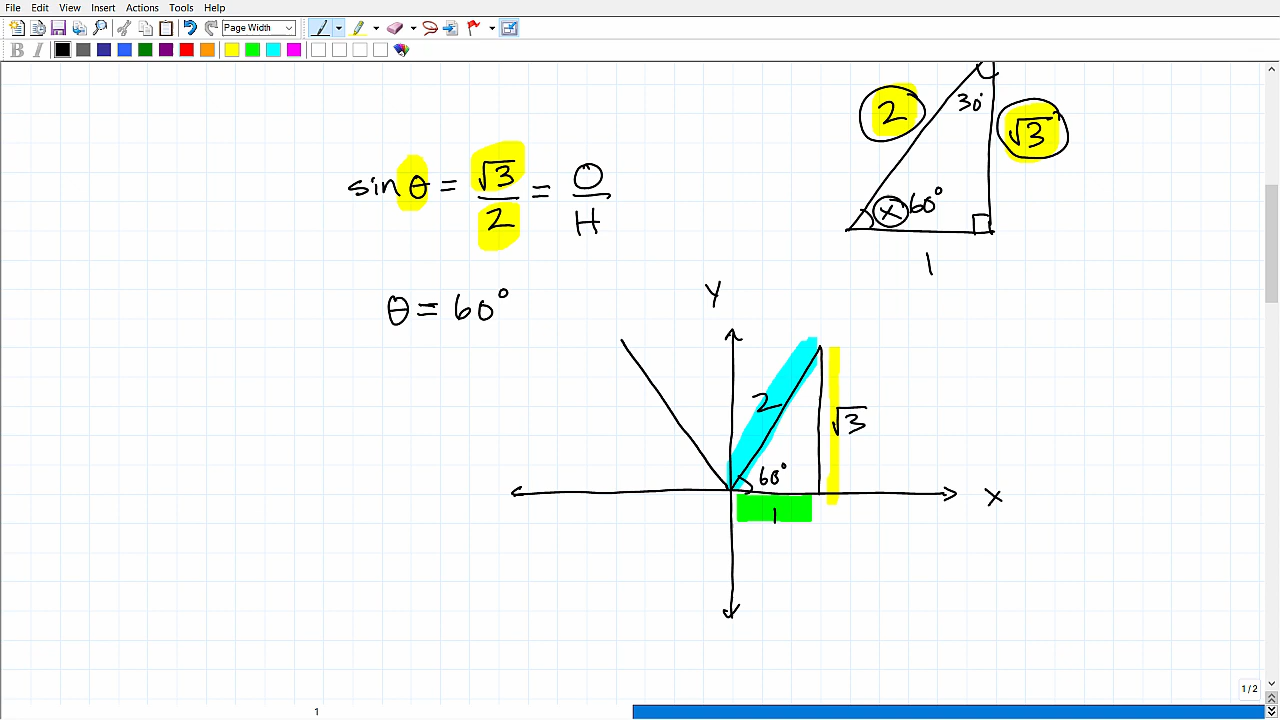 File Edit View Insert Actions Tools Help
Page Width
B I
2
30°
√3
sin θ = √3/2 = O/H
x 60°
1
θ = 60°
Y
2
√3
60°
1
X
1/2
1